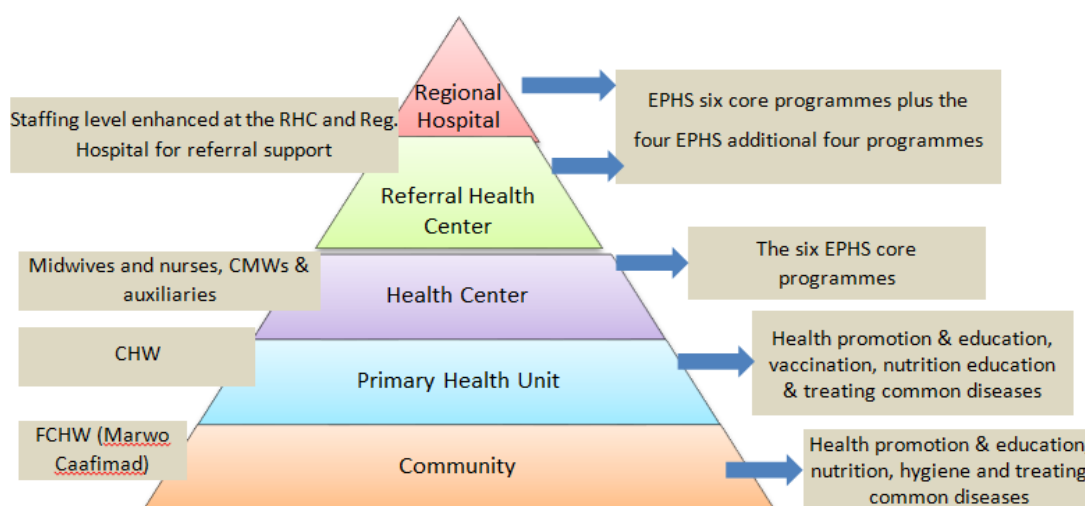 Regional
Hospital
EPHS six core programmes plus the
four EPHS additional four programmes
Staffing level enhanced at the RHC and Reg.
Hospital for referral support
Referral Health
Center
The six EPHS core
programmes
Midwives and nurses, CMWs &
auxiliaries
Health Center
CHW
Health promotion & education,
vaccination, nutrition education
& treating common diseases
Primary Health Unit
FCHW (Marwo
Caafimad)
Community
Health promotion & education
nutrition, hygiene and treating
common diseases